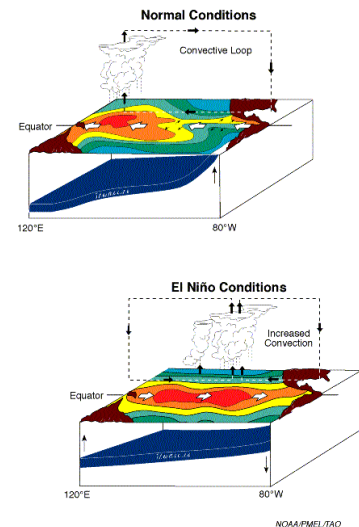 Normal Conditions
Convective Loop
Equator
120°E
80°W
El Niño Conditions
Increased
Convection
Equator
120°E
80°W
NOAA/PMEL/TAO